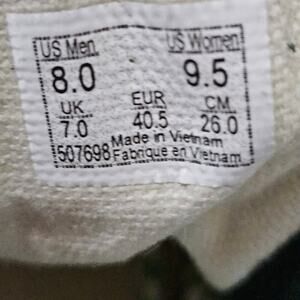 US Men US Women
8.0 9.5
UK EUR CM
7.0 40.5 26.0
Made in Vietnam
507698 Fabrique en Vietnam